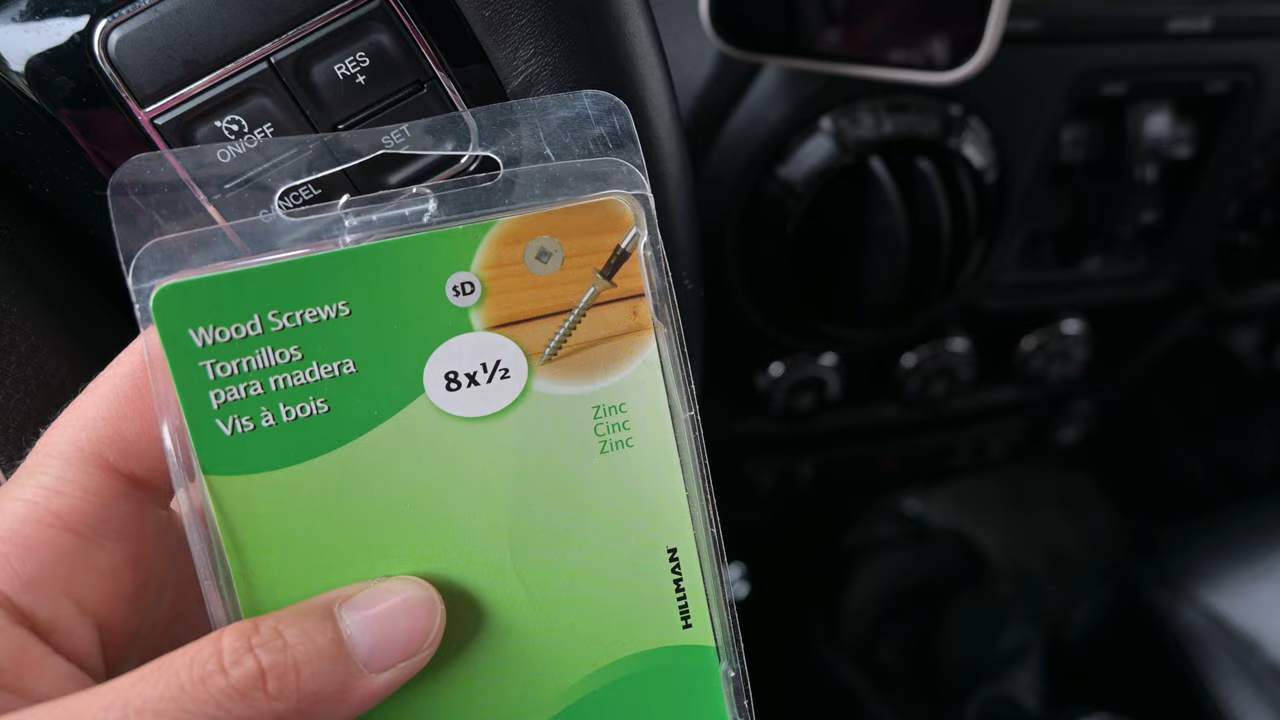 RES
+
ON/OFF
SET
CANCEL
$D
Wood Screws
Tornillos
para madera
Vis à bois
8x½
Zinc
Cinc
Zinc
HILLMAN